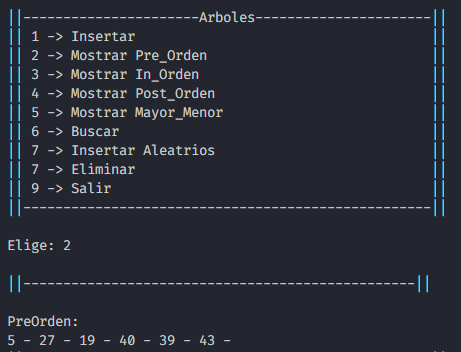 ||----------------------Arboles----------------------||
|| 1 -> Insertar ||
|| 2 -> Mostrar Pre_Orden ||
|| 3 -> Mostrar In_Orden ||
|| 4 -> Mostrar Post_Orden ||
|| 5 -> Mostrar Mayor_Menor ||
|| 6 -> Buscar ||
|| 7 -> Insertar Aleatrios ||
|| 7 -> Eliminar ||
|| 9 -> Salir ||
||---------------------------------------------------||
Elige: 2
||-------------------------------------------------||
PreOrden:
5 - 27 - 19 - 40 - 39 - 43 -